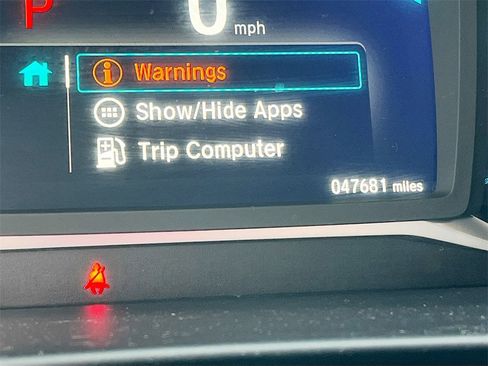 P 0 mph
Warnings
Show/Hide Apps
Trip Computer
047681 miles